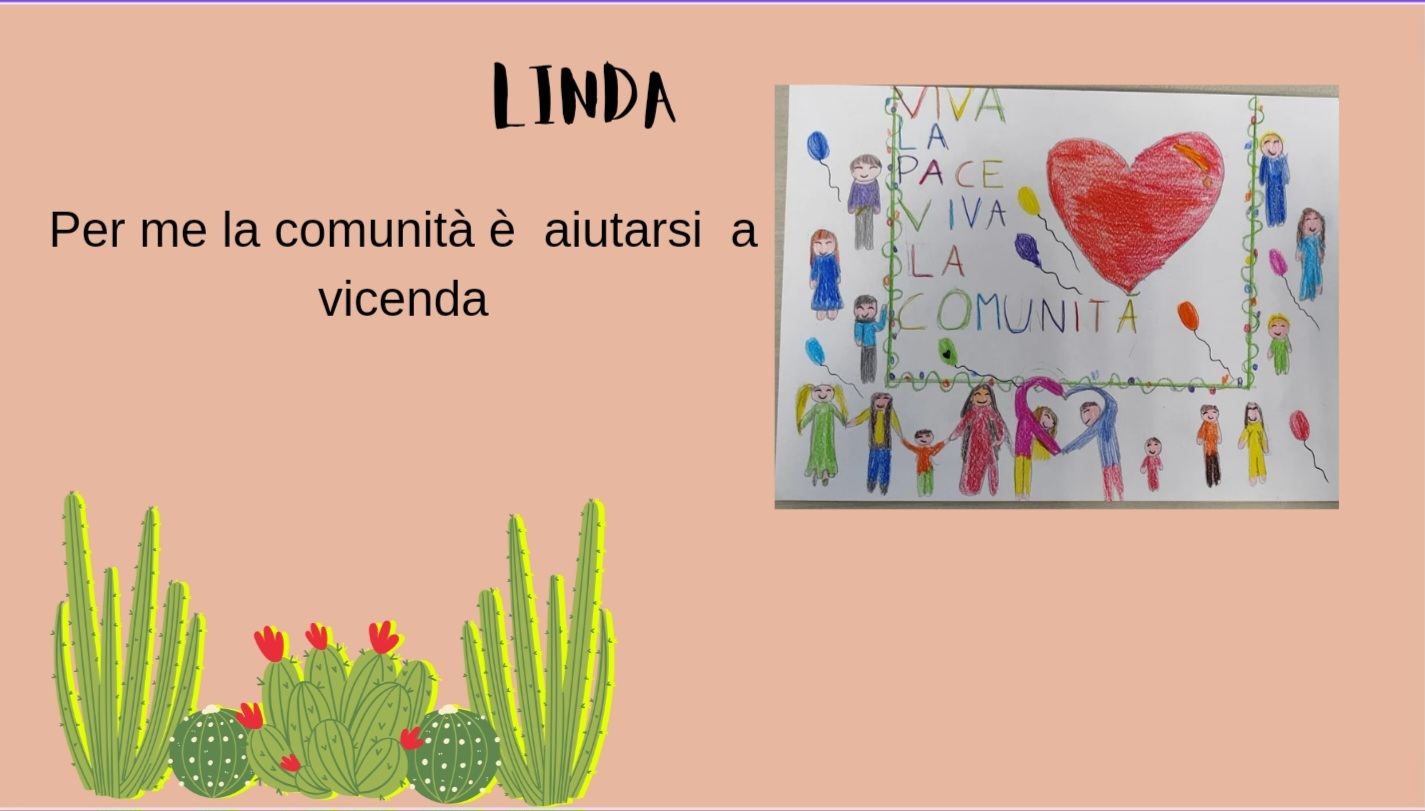 LINDA
Per me la comunità è aiutarsi a
vicenda
VIVA
LA
PACE
VIVA
LA
COMUNITÀ